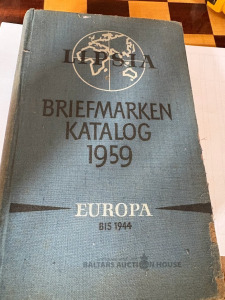 LIPSIA
BRIEFMARKEN
KATALOG
1959
EUROPA
BIS 1944
BALTARS AUCTION HOUSE